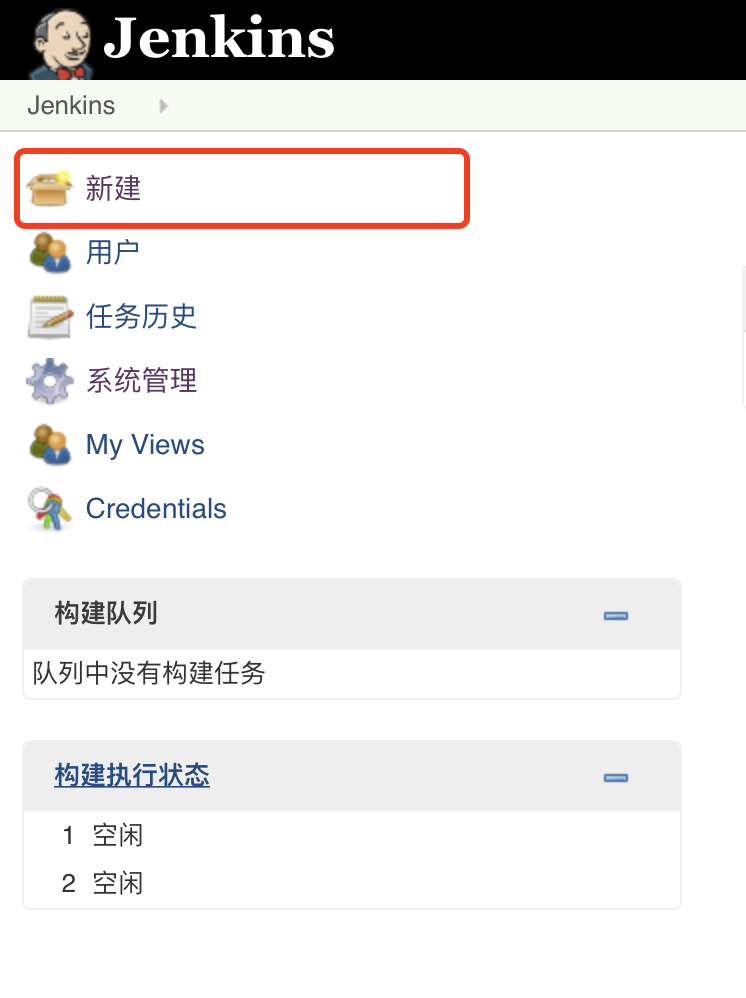 Jenkins
Jenkins
新建
用户
任务历史
系统管理
My Views
Credentials
构建队列
队列中没有构建任务
构建执行状态
1 空闲
2 空闲